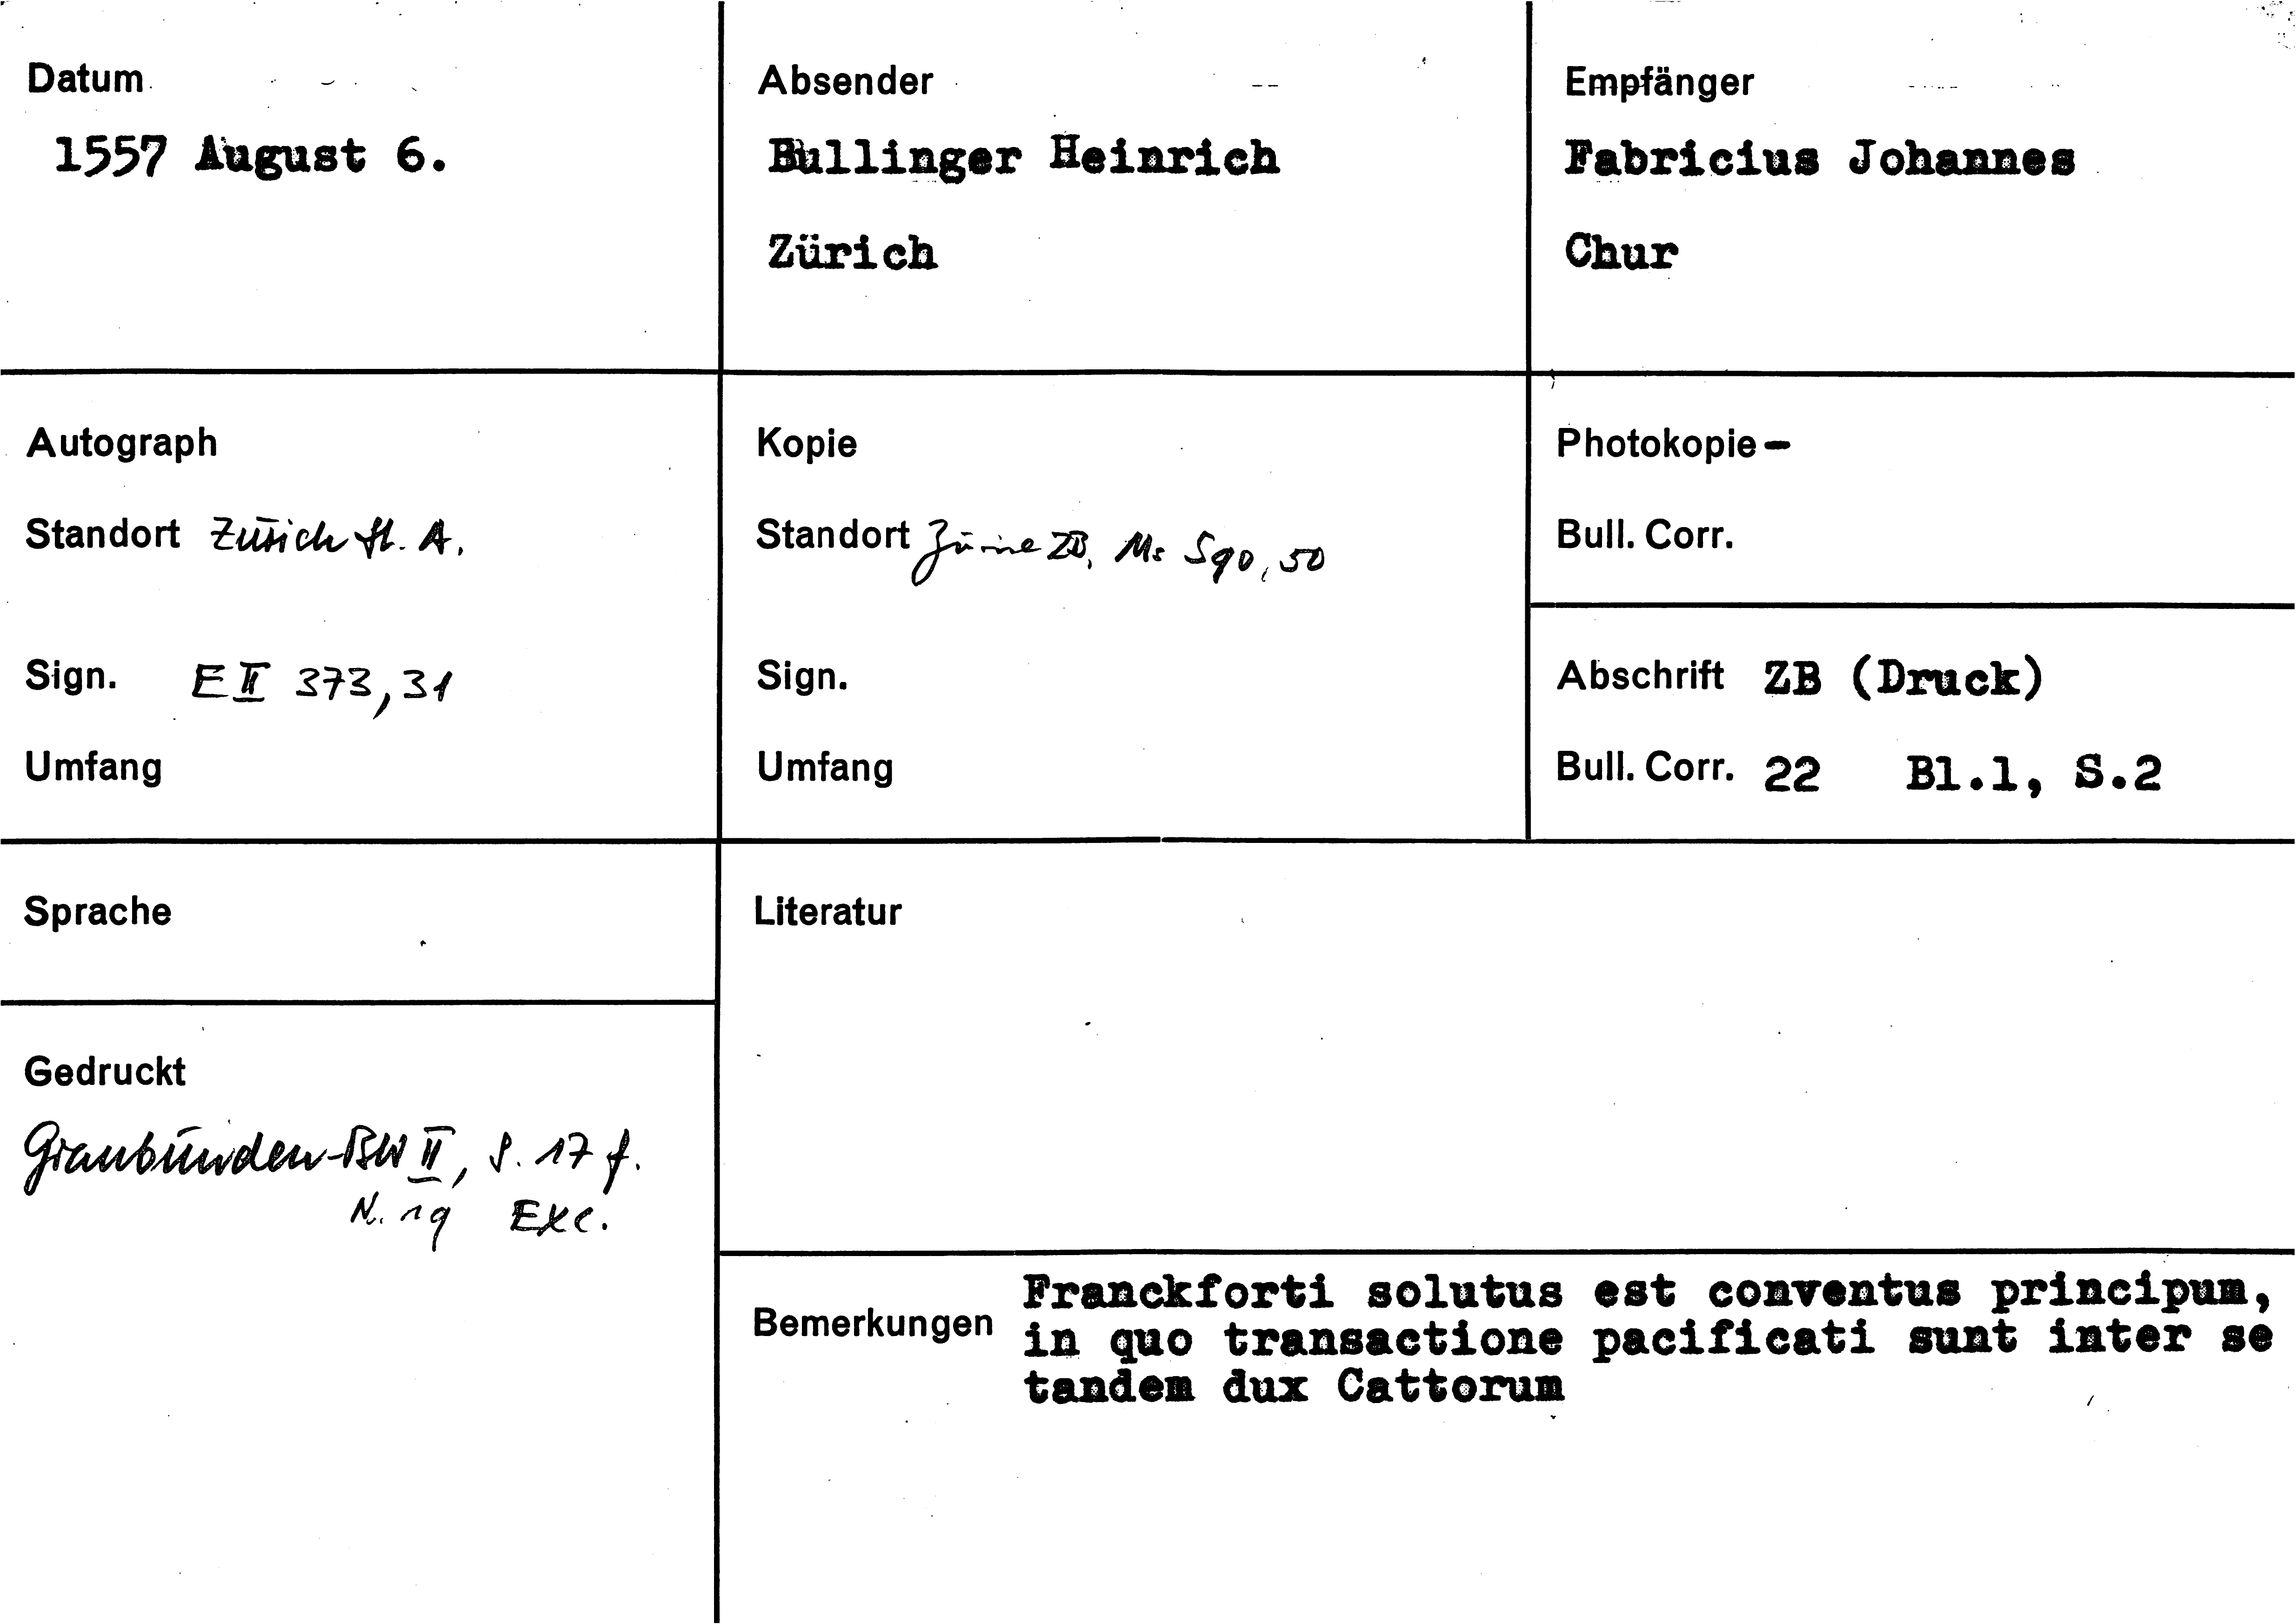 Datum
1557 August 6.
Absender
Bullinger Heinrich
Zürich
Empfänger
Fabricius Johannes
Chur
Autograph
Standort Zürich St. A.
Sign. E II 373, 31
Umfang
Kopie
Standort Zürich ZB, Ms S 90, 50
Sign.
Umfang
Photokopie -
Bull. Corr.
Abschrift ZB (Druck)
Bull. Corr. 22 Bl.1, S.2
Sprache
Gedruckt
Graubünden-BW II, S. 17 f.
N. 19 Exc.
Literatur
Bemerkungen
Franckforti solutus est conventus principum,
in quo transactione pacificati sunt inter se
tandem dux Cattorum